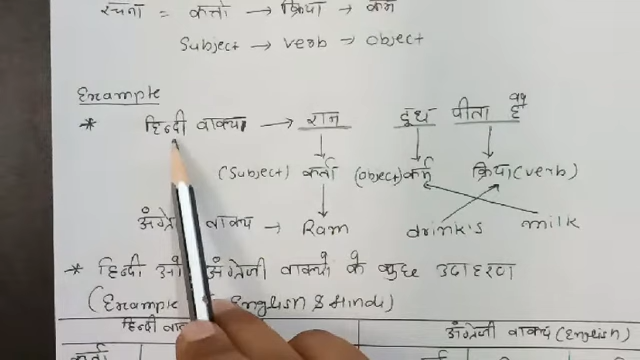 रचना = कर्त्ता → क्रिया → कर्म
Subject → verb → object
Example
* हिन्दी वाक्य → राम दूध पीता है
(Subject) कर्ता (object) कर्म क्रिया (verb)
अंग्रे वाक्य → Ram drink's milk
* हिन्दी और अंग्रेजी वाक्यों के कुछ उदाहरण
(Example English & Hindi)
हिन्दी अंग्रेजी वाक्य (English)